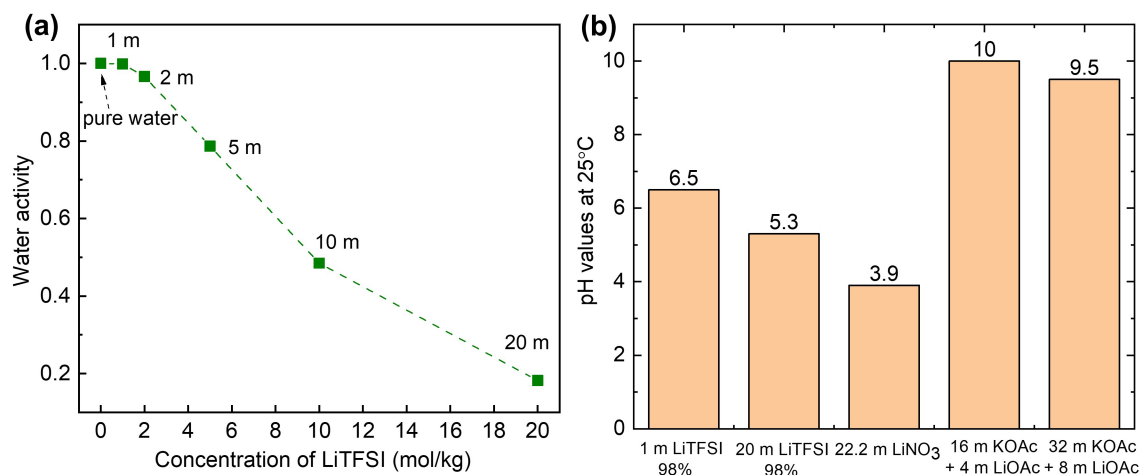 (a)
Water activity
1.0
0.8
0.6
0.4
0.2
1 m
2 m
pure water
5 m
10 m
20 m
0 2 4 6 8 10 12 14 16 18 20
Concentration of LiTFSI (mol/kg)
(b)
pH values at 25°C
10
8
6
4
2
0
6.5
5.3
3.9
10
9.5
1 m LiTFSI
98%
20 m LiTFSI
98%
22.2 m LiNO₃
16 m KOAc
+ 4 m LiOAc
32 m KOAc
+ 8 m LiOAc